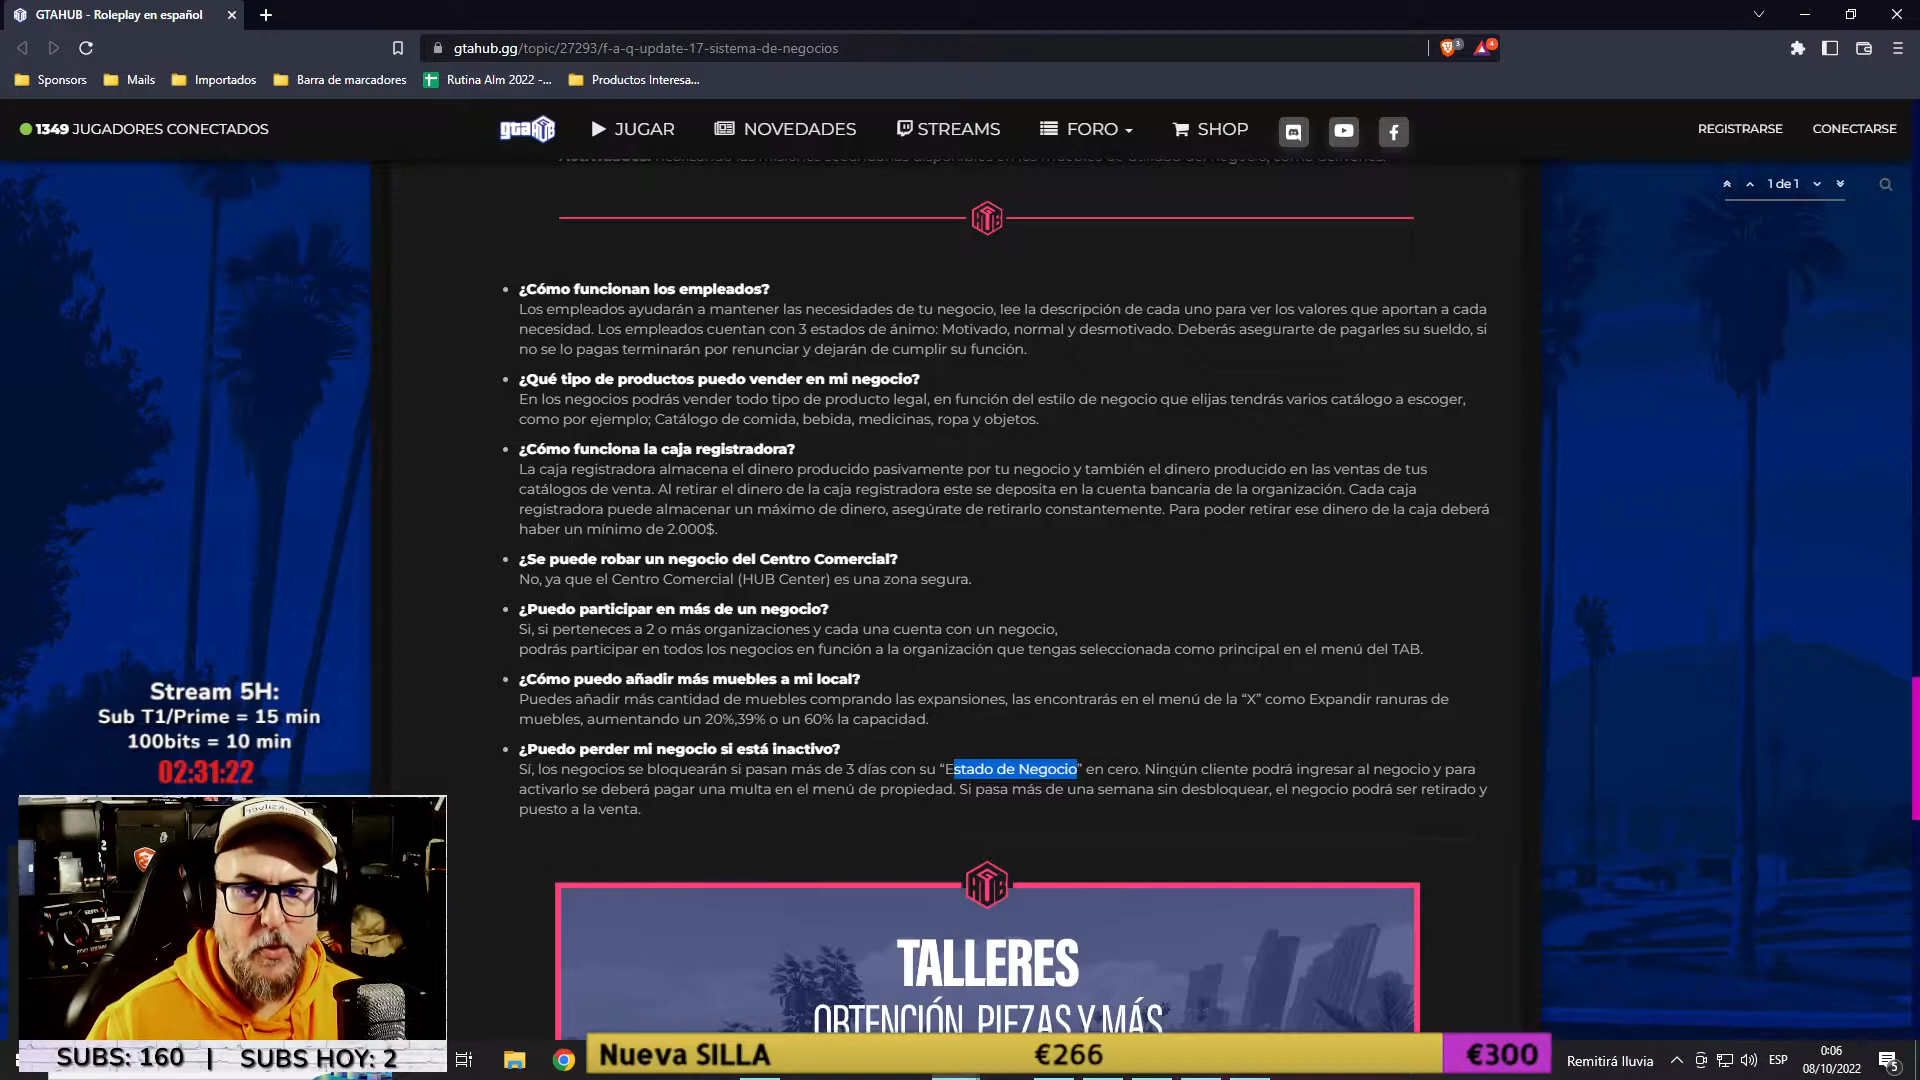 GTAHUB - Roleplay en español
gtahub.gg/topic/27293/f-a-q-update-17-sistema-de-negocios
3
4
Sponsors
Mails
Importados
Barra de marcadores
Rutina Alm 2022 -...
Productos Interesa...
1349 JUGADORES CONECTADOS
gtaHUB
JUGAR
NOVEDADES
STREAMS
FORO
SHOP
REGISTRARSE
CONECTARSE
1 de 1
¿Cómo funcionan los empleados?
Los empleados ayudarán a mantener las necesidades de tu negocio, lee la descripción de cada uno para ver los valores que aportan a cada
necesidad. Los empleados cuentan con 3 estados de ánimo: Motivado, normal y desmotivado. Deberás asegurarte de pagarles su sueldo, si
no se lo pagas terminarán por renunciar y dejarán de cumplir su función.
¿Qué tipo de productos puedo vender en mi negocio?
En los negocios podrás vender todo tipo de producto legal, en función del estilo de negocio que elijas tendrás varios catálogo a escoger,
como por ejemplo; Catálogo de comida, bebida, medicinas, ropa y objetos.
¿Cómo funciona la caja registradora?
La caja registradora almacena el dinero producido pasivamente por tu negocio y también el dinero producido en las ventas de tus
catálogos de venta. Al retirar el dinero de la caja registradora este se deposita en la cuenta bancaria de la organización. Cada caja
registradora puede almacenar un máximo de dinero, asegúrate de retirarlo constantemente. Para poder retirar ese dinero de la caja deberá
haber un mínimo de 2.000$.
¿Se puede robar un negocio del Centro Comercial?
No, ya que el Centro Comercial (HUB Center) es una zona segura.
¿Puedo participar en más de un negocio?
Si, si perteneces a 2 o más organizaciones y cada una cuenta con un negocio,
podrás participar en todos los negocios en función a la organización que tengas seleccionada como principal en el menú del TAB.
¿Cómo puedo añadir más muebles a mi local?
Puedes añadir más cantidad de muebles comprando las expansiones, las encontrarás en el menú de la “X” como Expandir ranuras de
muebles, aumentando un 20%,39% o un 60% la capacidad.
¿Puedo perder mi negocio si está inactivo?
Sí, los negocios se bloquearán si pasan más de 3 días con su “Estado de Negocio” en cero. Ningún cliente podrá ingresar al negocio y para
activarlo se deberá pagar una multa en el menú de propiedad. Si pasa más de una semana sin desbloquear, el negocio podrá ser retirado y
puesto a la venta.
TALLERES
OBTENCIÓN, PIEZAS Y MÁS
Stream 5H:
Sub T1/Prime = 15 min
100bits = 10 min
02:31:22
SUBS: 160 | SUBS HOY: 2
Nueva SILLA
€266
€300
Remitirá lluvia
ESP
0:06
08/10/2022
5